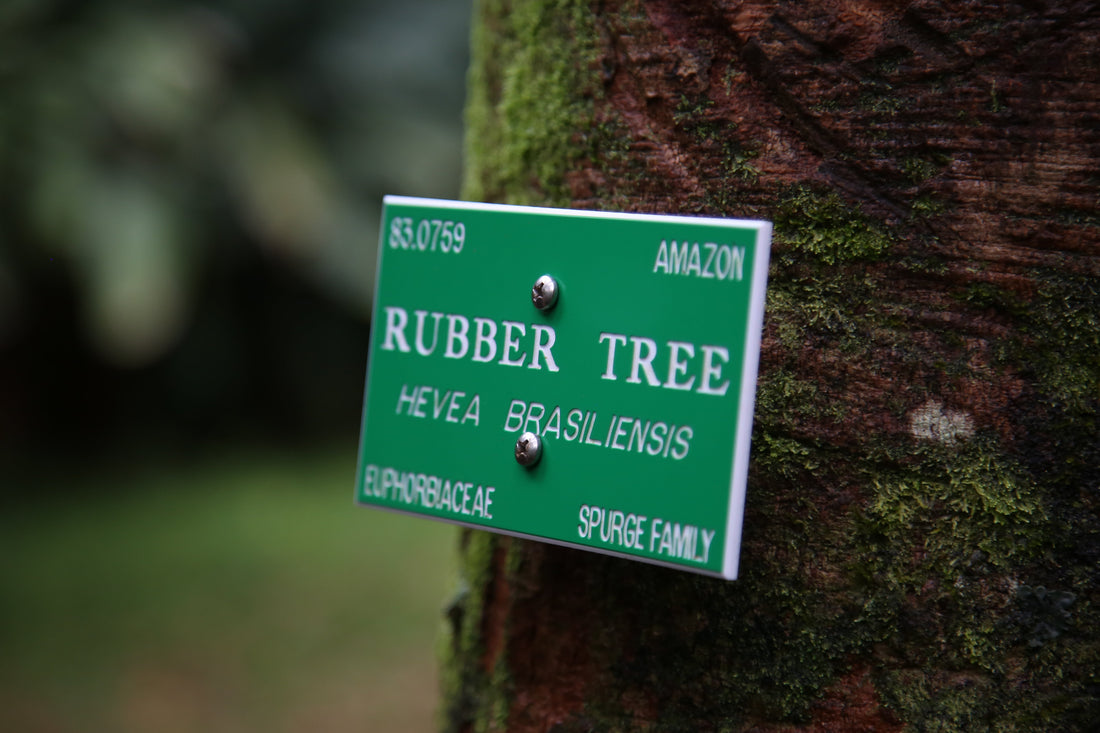 83.0759 AMAZON
RUBBER TREE
HEVEA BRASILIENSIS
EUPHORBIACEAE SPURGE FAMILY